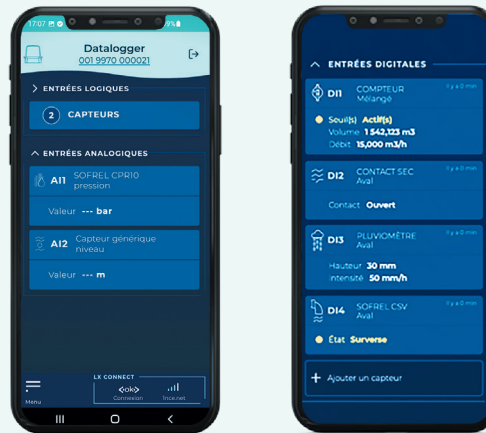 17:07
9%
Datalogger
001 9970 000021
ENTRÉES LOGIQUES
2 CAPTEURS
ENTRÉES ANALOGIQUES
AI1 SOFREL CPR10
pression
Valeur --- bar
AI2 Capteur générique
niveau
Valeur --- m
LX CONNECT
Menu
<ok>
Connexion
1nce.net
ENTRÉES DIGITALES
DI1 COMPTEUR
Mélangé
il y a 0 min
Seuil(s) Actif(s)
Volume 1 542,123 m3
Débit 15,000 m3/h
DI2 CONTACT SEC
Aval
il y a 0 min
Contact Ouvert
DI3 PLUVIOMÈTRE
Aval
il y a 0 min
Hauteur 30 mm
Intensité 50 mm/h
DI4 SOFREL CSV
Aval
il y a 0 min
État Surverse
+ Ajouter un capteur